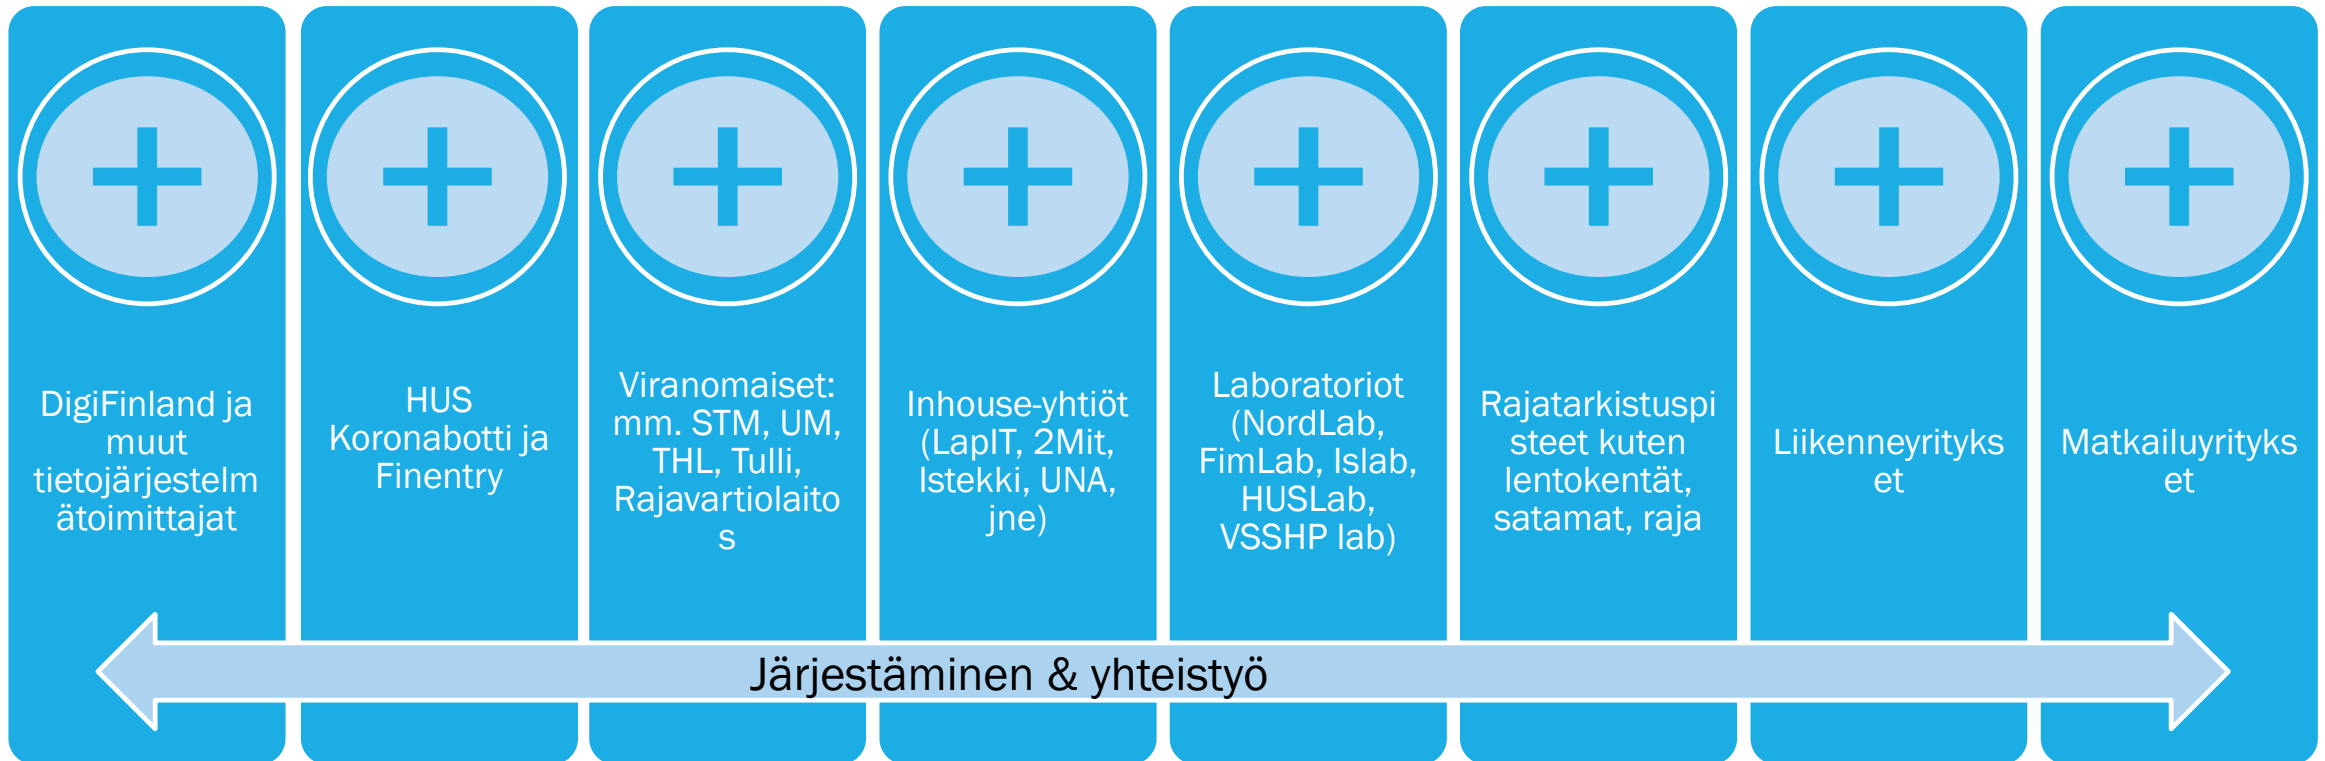 DigiFinland ja
muut
tietojärjestelm
ätoimittajat
HUS
Koronabotti ja
Finentry
Viranomaiset:
mm. STM, UM,
THL, Tulli,
Rajavartiolaito
s
Inhouse-yhtiöt
(LapIT, 2Mit,
Istekki, UNA,
jne)
Laboratoriot
(NordLab,
FimLab, Islab,
HUSLab,
VSSHP lab)
Rajatarkistuspi
steet kuten
lentokentät,
satamat, raja
Liikenneyrityks
et
Matkailuyrityks
et
Järjestäminen & yhteistyö